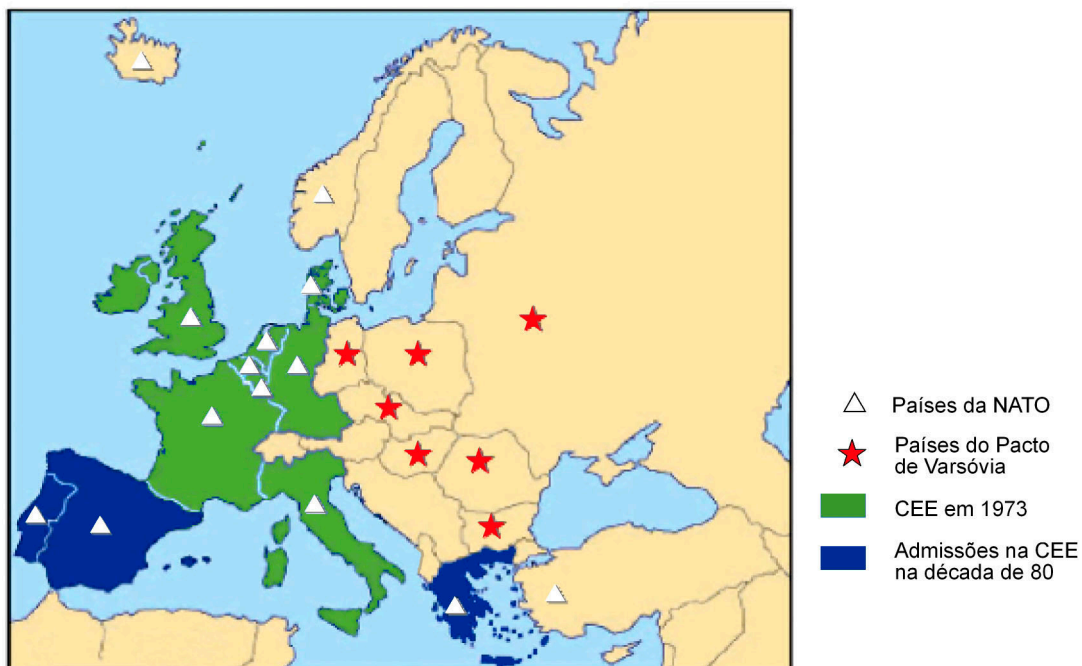 Países da NATO
Países do Pacto
de Varsóvia
CEE em 1973
Admissões na CEE
na década de 80